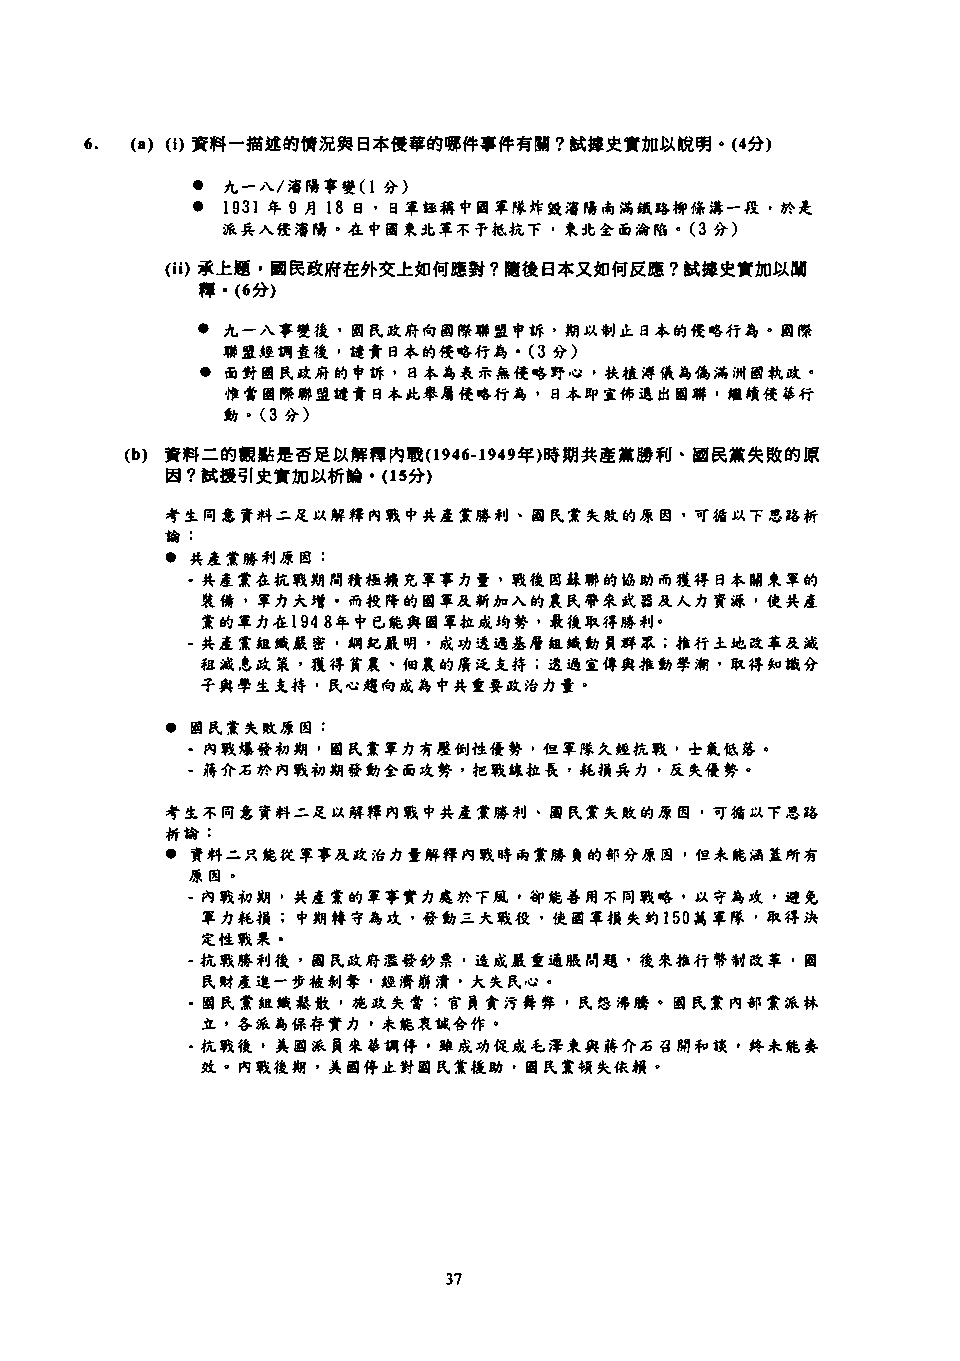 6. (a) (i) 資料一描述的情況與日本侵華的哪件事件有關？試據史實加以說明。(4分)
● 九一八/瀋陽事變(1 分)
● 1931 年 9 月 18 日，日軍誣稱中國軍隊炸毀瀋陽南滿鐵路柳條溝一段，於是
派兵入侵瀋陽。在中國東北軍不予抵抗下，東北全面淪陷。(3 分)
(ii) 承上題，國民政府在外交上如何應對？隨後日本又如何反應？試據史實加以闡
釋。(6分)
● 九一八事變後，國民政府向國際聯盟申訴，期以制止日本的侵略行為。國際
聯盟經調查後，譴責日本的侵略行為。(3 分)
● 面對國民政府的申訴，日本為表示無侵略野心，扶植溥儀為偽滿洲國執政。
惟當國際聯盟譴責日本此舉屬侵略行為，日本即宣佈退出國聯，繼續侵華行
動。(3 分)
(b) 資料二的觀點是否足以解釋內戰(1946-1949年)時期共產黨勝利、國民黨失敗的原
因？試援引史實加以析論。(15分)
考生同意資料二足以解釋內戰中共產黨勝利、國民黨失敗的原因，可循以下思路析
論：
● 共產黨勝利原因：
- 共產黨在抗戰期間積極擴充軍事力量，戰後因蘇聯的協助而獲得日本關東軍的
裝備，軍力大增。而投降的國軍及新加入的農民帶來武器及人力資源，使共產
黨的軍力在1948年中已能與國軍拉成均勢，最後取得勝利。
- 共產黨組織嚴密，綱紀嚴明，成功透過基層組織動員群眾；推行土地改革及減
租減息政策，獲得貧農、佃農的廣泛支持；透過宣傳與推動學潮，取得知識分
子與學生支持，民心趨向成為中共重要政治力量。
● 國民黨失敗原因：
- 內戰爆發初期，國民黨軍力有壓倒性優勢，但軍隊久經抗戰，士氣低落。
- 蔣介石於內戰初期發動全面攻勢，把戰線拉長，耗損兵力，反失優勢。
考生不同意資料二足以解釋內戰中共產黨勝利、國民黨失敗的原因，可循以下思路
析論：
● 資料二只能從軍事及政治力量解釋內戰時兩黨勝負的部分原因，但未能涵蓋所有
原因。
- 內戰初期，共產黨的軍事實力處於下風，卻能善用不同戰略，以守為攻，避免
軍力耗損；中期轉守為攻，發動三大戰役，使國軍損失約150萬軍隊，取得決
定性戰果。
- 抗戰勝利後，國民政府濫發鈔票，造成嚴重通脹問題，後來推行幣制改革，國
民財產進一步被剝奪，經濟崩潰，大失民心。
- 國民黨組織鬆散，施政失當；官員貪污舞弊，民怨沸騰。國民黨內部黨派林
立，各派為保存實力，未能衷誠合作。
- 抗戰後，美國派員來華調停，雖成功促成毛澤東與蔣介石召開和談，終未能奏
效。內戰後期，美國停止對國民黨援助，國民黨頓失依賴。
37